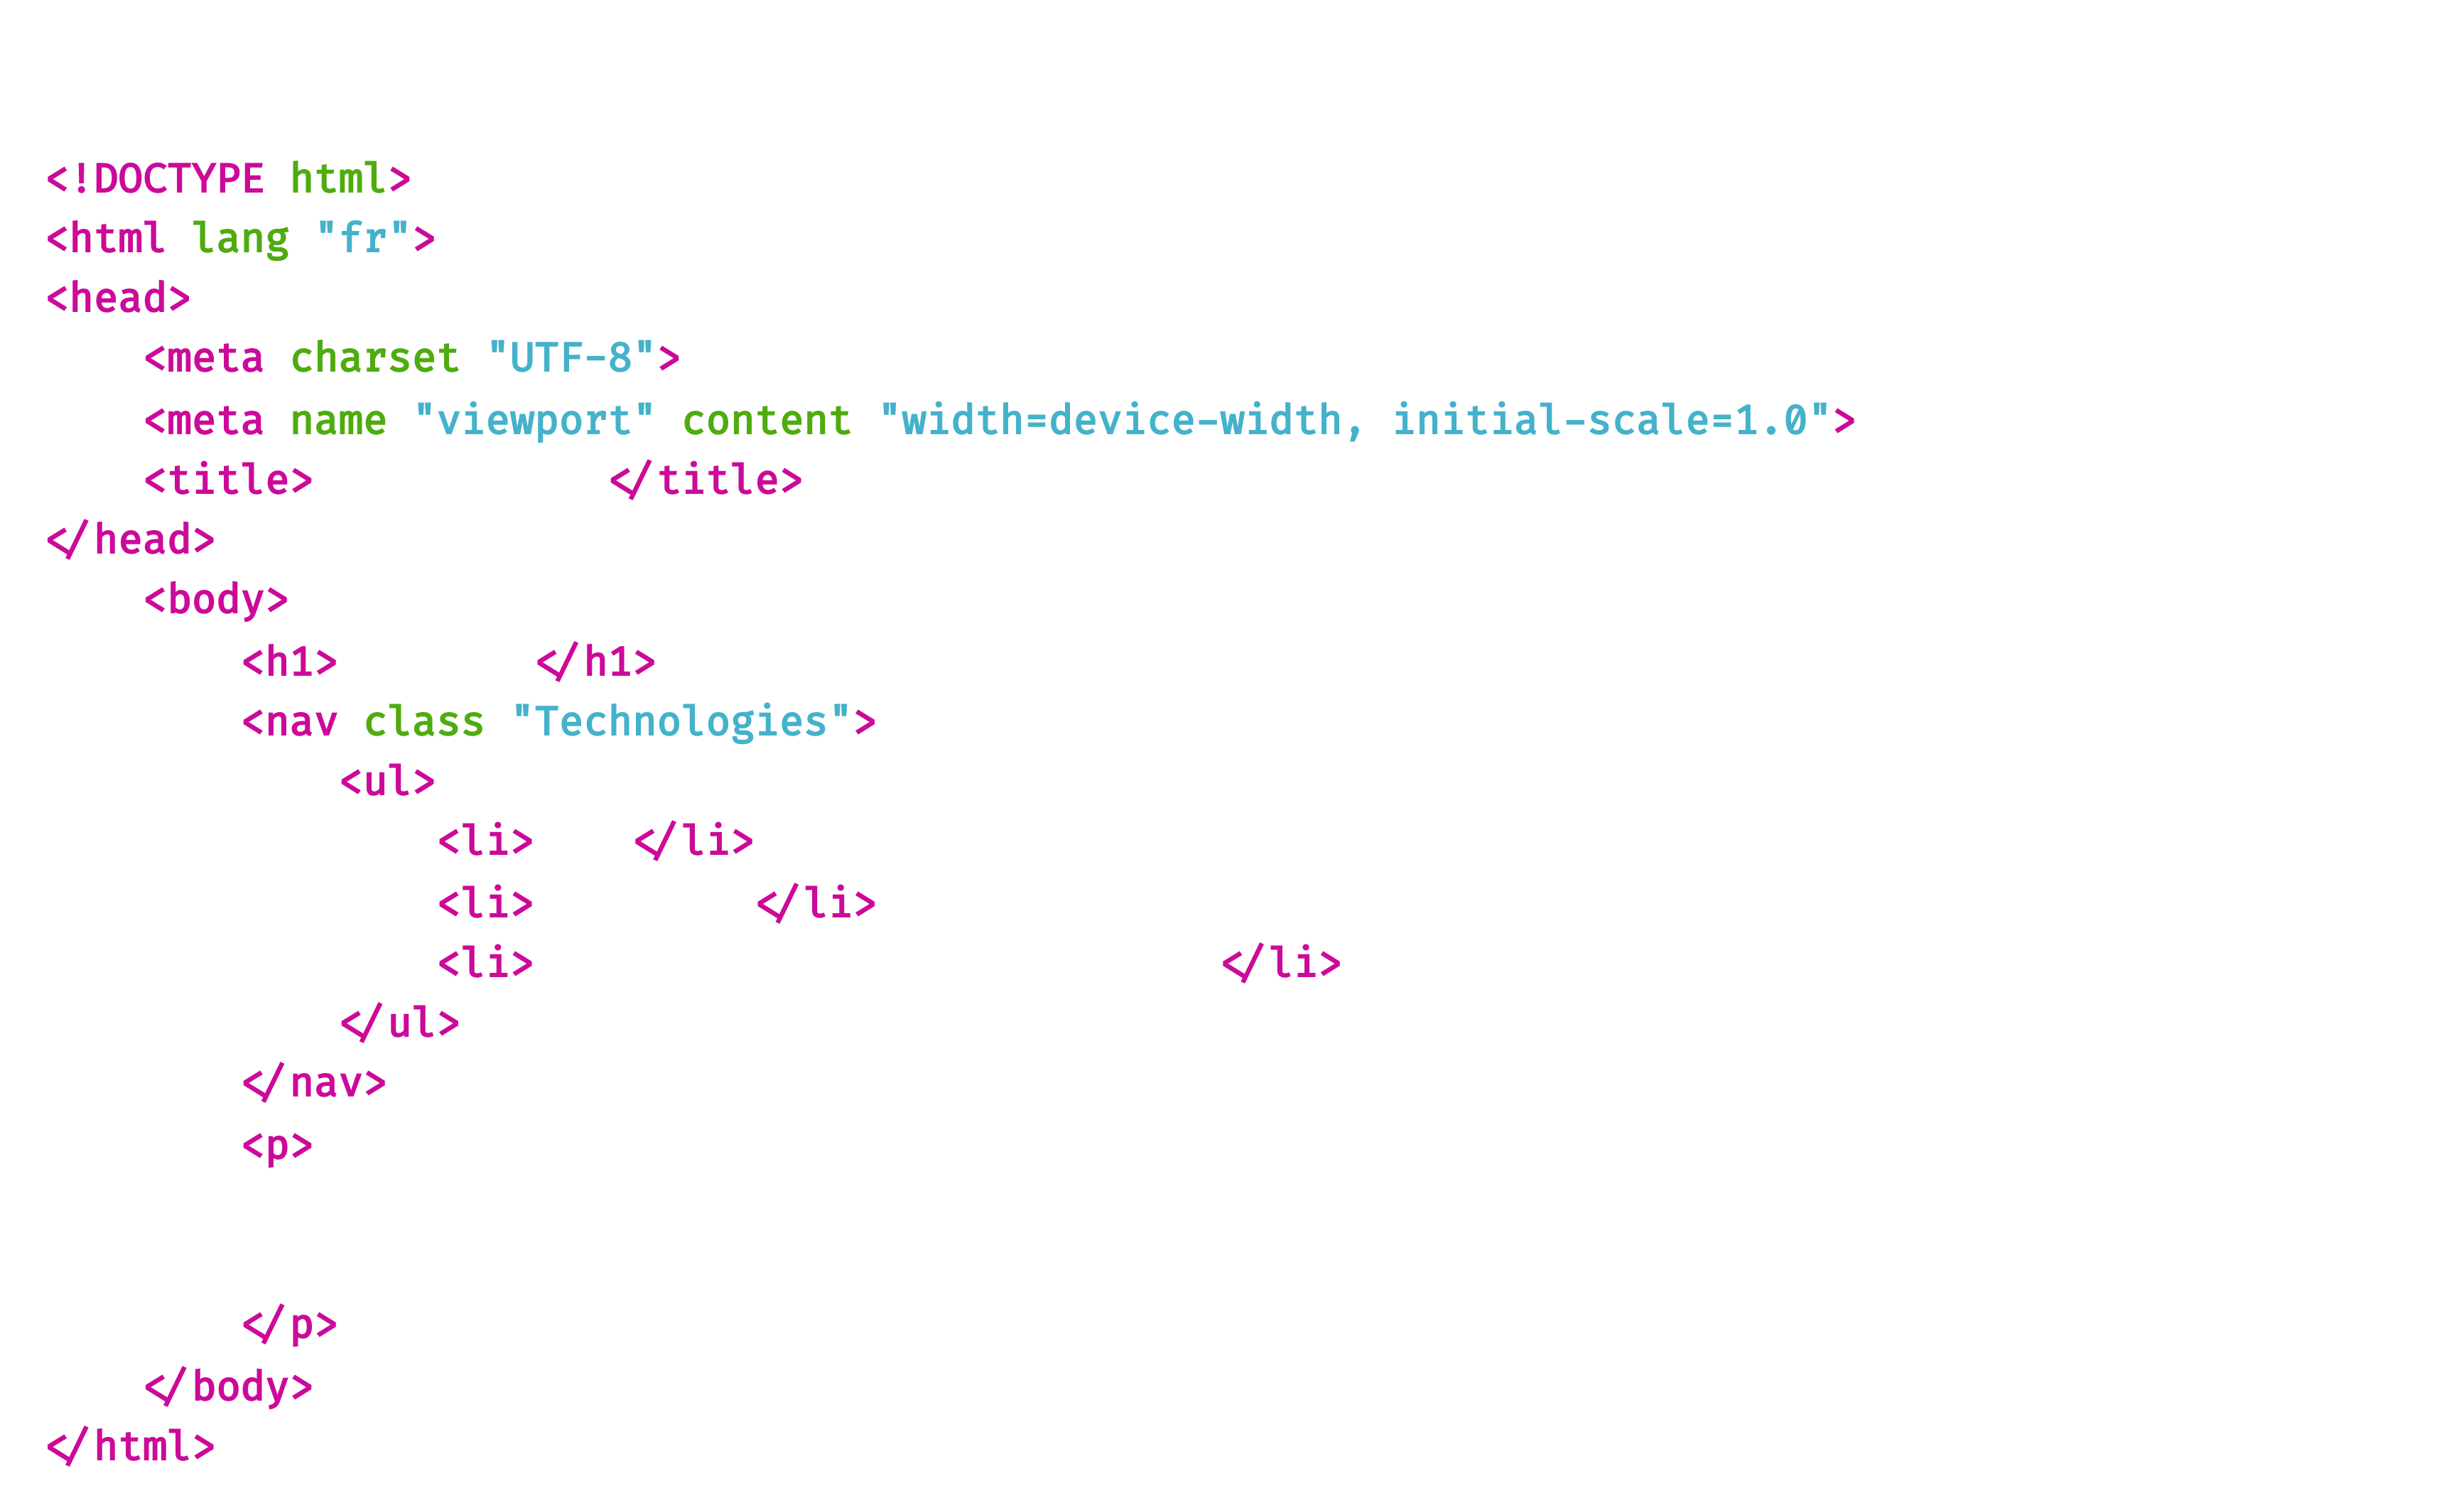 <!DOCTYPE html>
<html lang "fr">
<head>
<meta charset "UTF-8">
<meta name "viewport" content "width=device-width, initial-scale=1.0">
<title> </title>
</head>
<body>
<h1> </h1>
<nav class "Technologies">
<ul>
<li> </li>
<li> </li>
<li> </li>
</ul>
</nav>
<p>
</p>
</body>
</html>